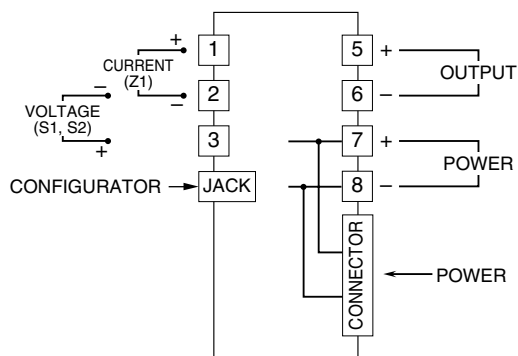 +
1
CURRENT
(Z1)
–
2
–
VOLTAGE
(S1, S2)
+
3
CONFIGURATOR
JACK
5
+
OUTPUT
6
–
7
+
POWER
8
–
CONNECTOR
POWER